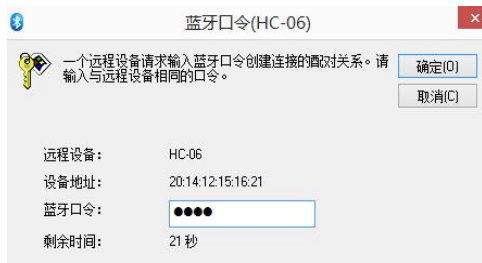 蓝牙口令(HC-06)
一个远程设备请求输入蓝牙口令创建连接的配对关系。请
输入与远程设备相同的口令。
确定(O)
取消(C)
远程设备： HC-06
设备地址： 20:14:12:15:16:21
蓝牙口令： ●●●●
剩余时间： 21 秒